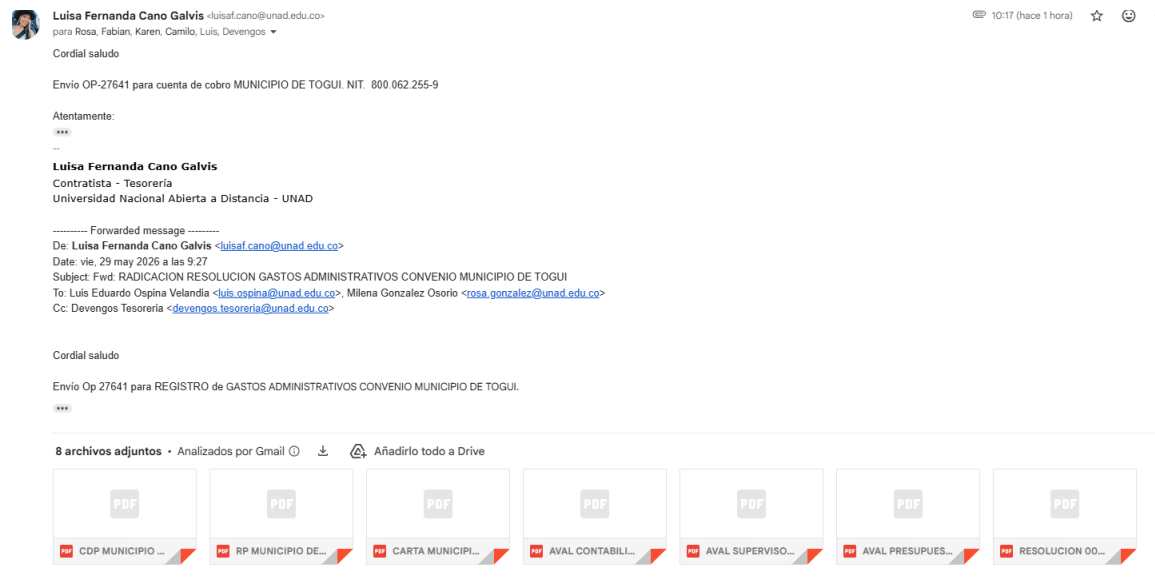 Luisa Fernanda Cano Galvis <luisaf.cano@unad.edu.co>
10:17 (hace 1 hora)
para Rosa, Fabian, Karen, Camilo, Luis, Devengos
Cordial saludo
Envío OP-27641 para cuenta de cobro MUNICIPIO DE TOGUI. NIT. 800.062.255-9
Atentamente:
--
Luisa Fernanda Cano Galvis
Contratista - Tesorería
Universidad Nacional Abierta a Distancia - UNAD
---------- Forwarded message ---------
De: Luisa Fernanda Cano Galvis <luisaf.cano@unad.edu.co>
Date: vie, 29 may 2026 a las 9:27
Subject: Fwd: RADICACION RESOLUCION GASTOS ADMINISTRATIVOS CONVENIO MUNICIPIO DE TOGUI
To: Luis Eduardo Ospina Velandia <luis.ospina@unad.edu.co>, Milena Gonzalez Osorio <rosa.gonzalez@unad.edu.co>
Cc: Devengos Tesoreria <devengos.tesoreria@unad.edu.co>
Cordial saludo
Envío Op 27641 para REGISTRO de GASTOS ADMINISTRATIVOS CONVENIO MUNICIPIO DE TOGUI.
8 archivos adjuntos • Analizados por Gmail
Añadirlo todo a Drive
PDF PDF PDF PDF PDF PDF PDF
PDF CDP MUNICIPIO ...
PDF RP MUNICIPIO DE...
PDF CARTA MUNICIPI...
PDF AVAL CONTABILI...
PDF AVAL SUPERVISO...
PDF AVAL PRESUPUES...
PDF RESOLUCION 00...